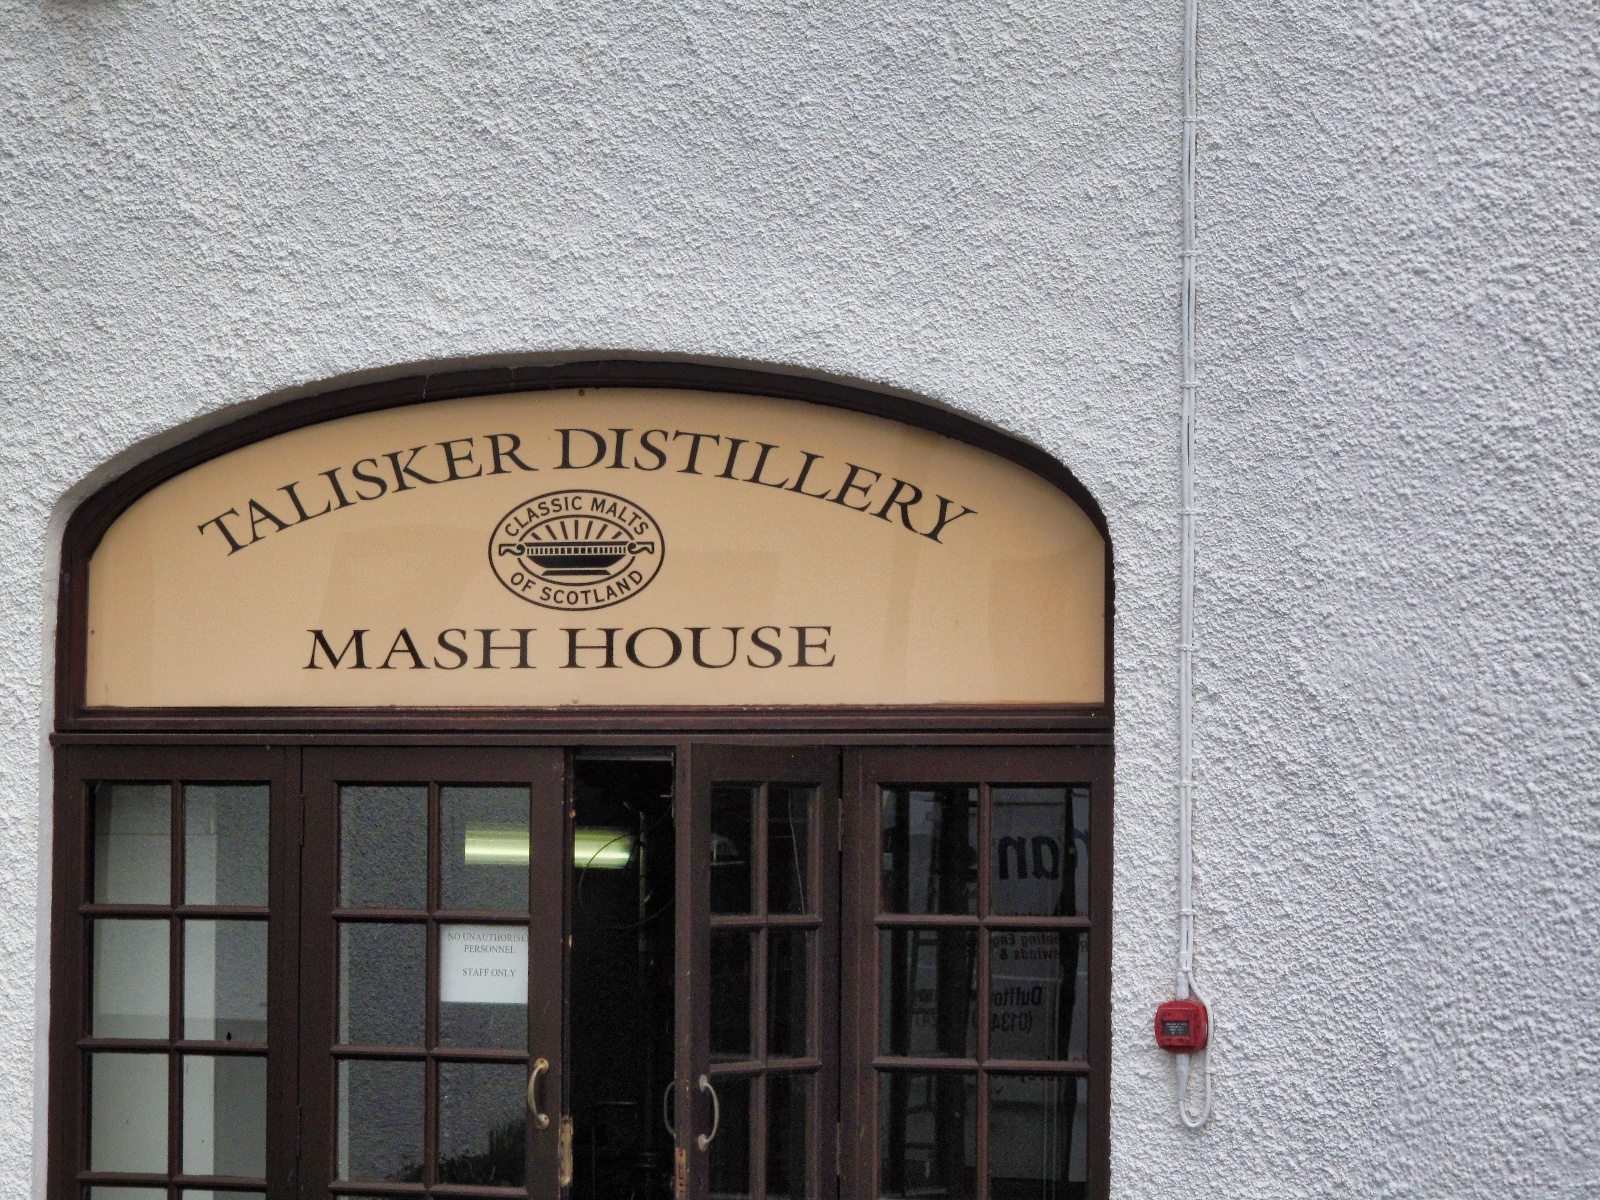 TALISKER DISTILLERY
CLASSIC MALTS
OF SCOTLAND
MASH HOUSE
NO UNAUTHORISE
PERSONNEL
STAFF ONLY